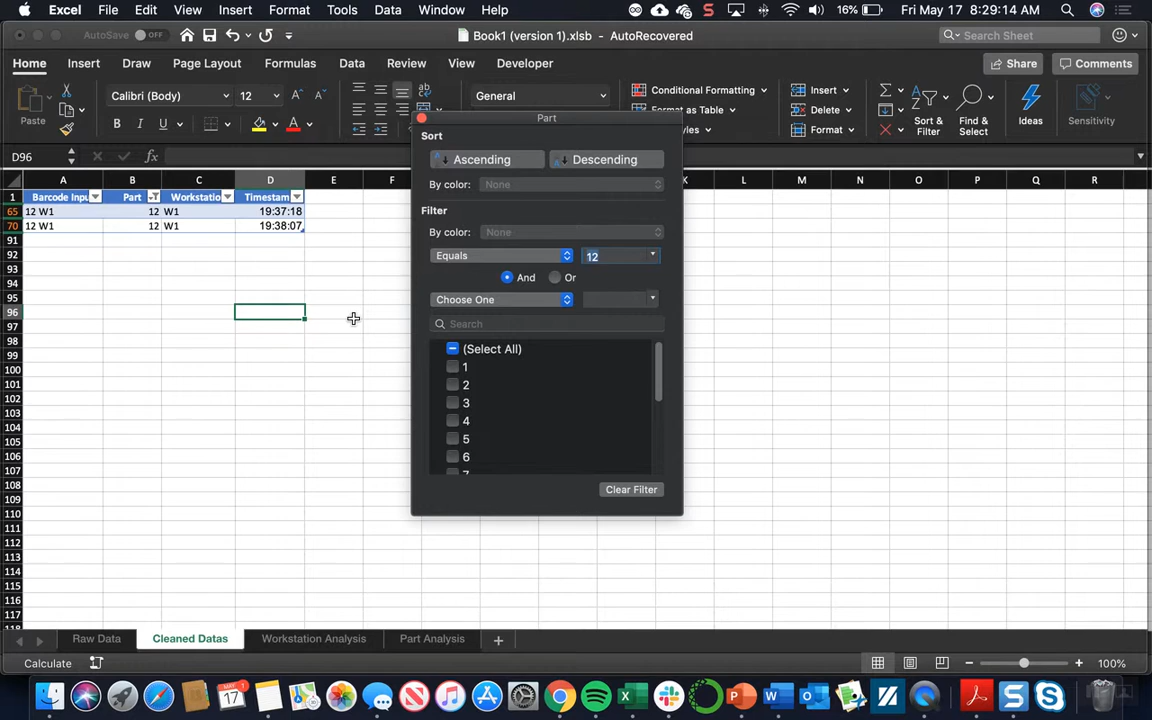 Excel File Edit View Insert Format Tools Data Window Help 16% Fri May 17 8:29:14 AM
AutoSave OFF Book1 (version 1).xlsb - AutoRecovered Search Sheet
Home Insert Draw Page Layout Formulas Data Review View Developer Share Comments
Paste Calibri (Body) 12 General Conditional Formatting Insert
Format as Table Delete Sort & Filter Find & Select Ideas Sensitivity
B I U Styles Format
D96 fx
A B C D E F K L M N O P Q R
1 Barcode Inpu Part Workstatio Timestam
65 12 W1 12 W1 19:37:18
70 12 W1 12 W1 19:38:07
91
92
93
94
95
96
97
98
99
100
101
102
103
104
105
106
107
108
109
110
111
112
113
114
115
116
117
Part
Sort
Ascending Descending
By color: None
Filter
By color: None
Equals 12
And Or
Choose One
Search
(Select All)
1
2
3
4
5
6
7
Clear Filter
Raw Data Cleaned Datas Workstation Analysis Part Analysis +
Calculate 100%
MAY
17